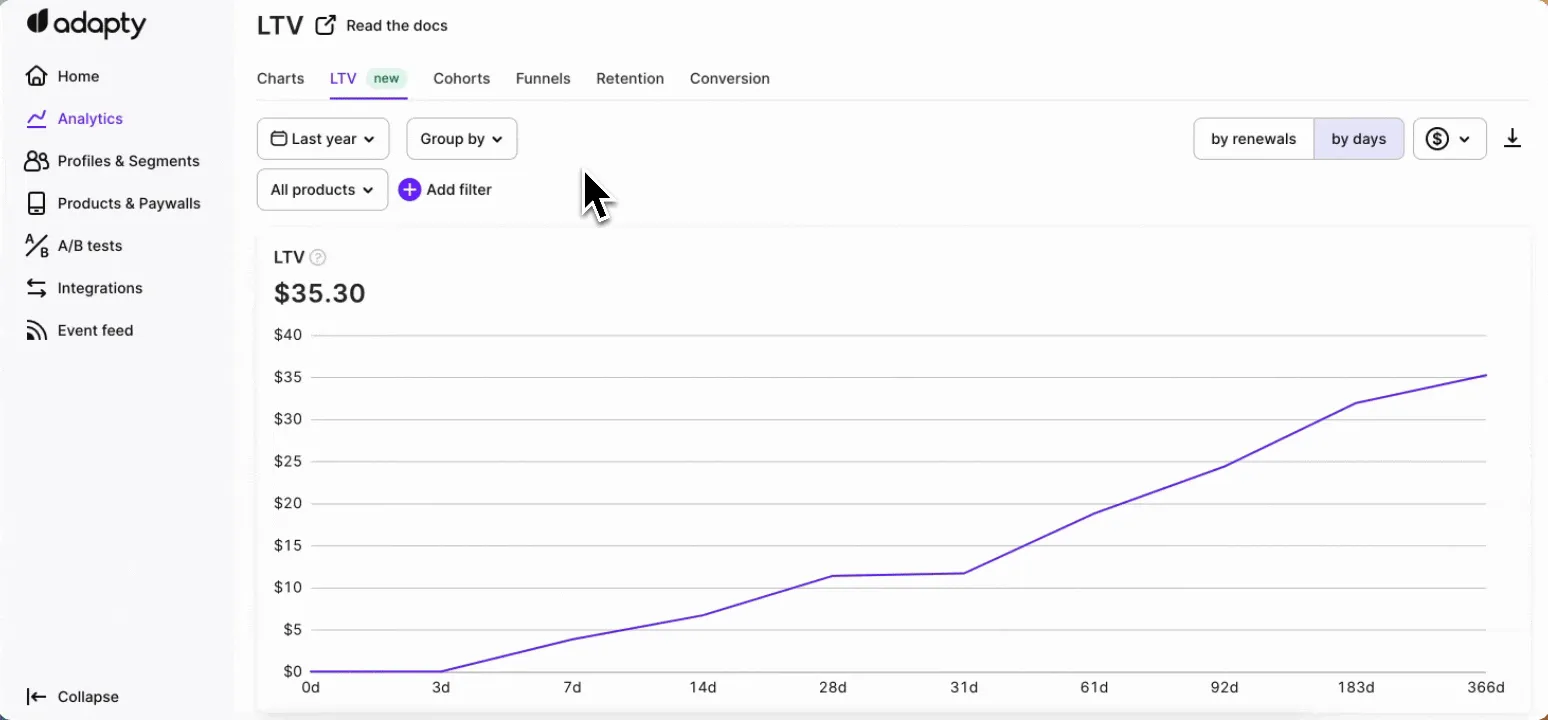 adapty
Home
Analytics
Profiles & Segments
Products & Paywalls
A/B tests
Integrations
Event feed
Collapse
LTV Read the docs
Charts LTV new Cohorts Funnels Retention Conversion
Last year Group by by renewals by days $
All products + Add filter
LTV ?
$35.30
$40
$35
$30
$25
$20
$15
$10
$5
$0
0d 3d 7d 14d 28d 31d 61d 92d 183d 366d